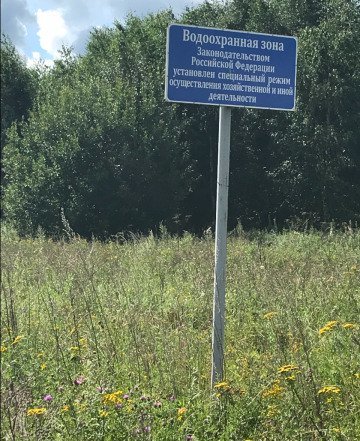 Водоохранная зона
Законодательством
Российской Федерации
установлен специальный режим
осуществления хозяйственной и иной
деятельности